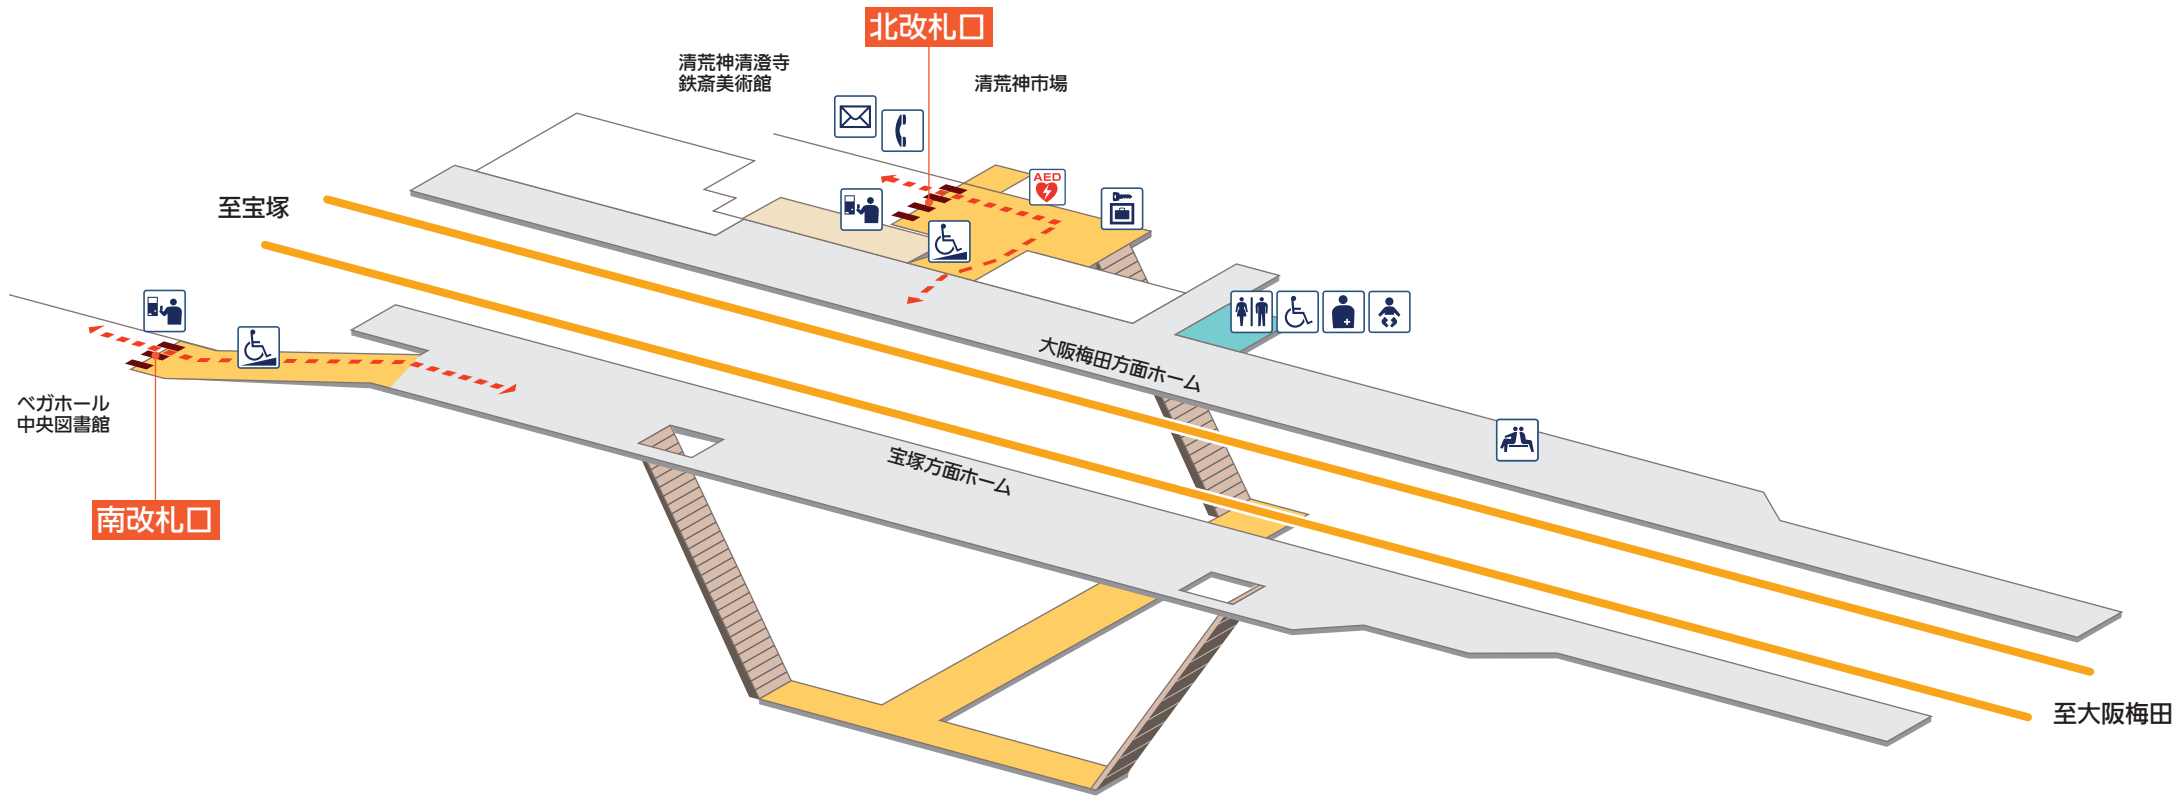 北改札口
清荒神清澄寺
鉄斎美術館
清荒神市場
AED
至宝塚
大阪梅田方面ホーム
ベガホール
中央図書館
宝塚方面ホーム
南改札口
至大阪梅田